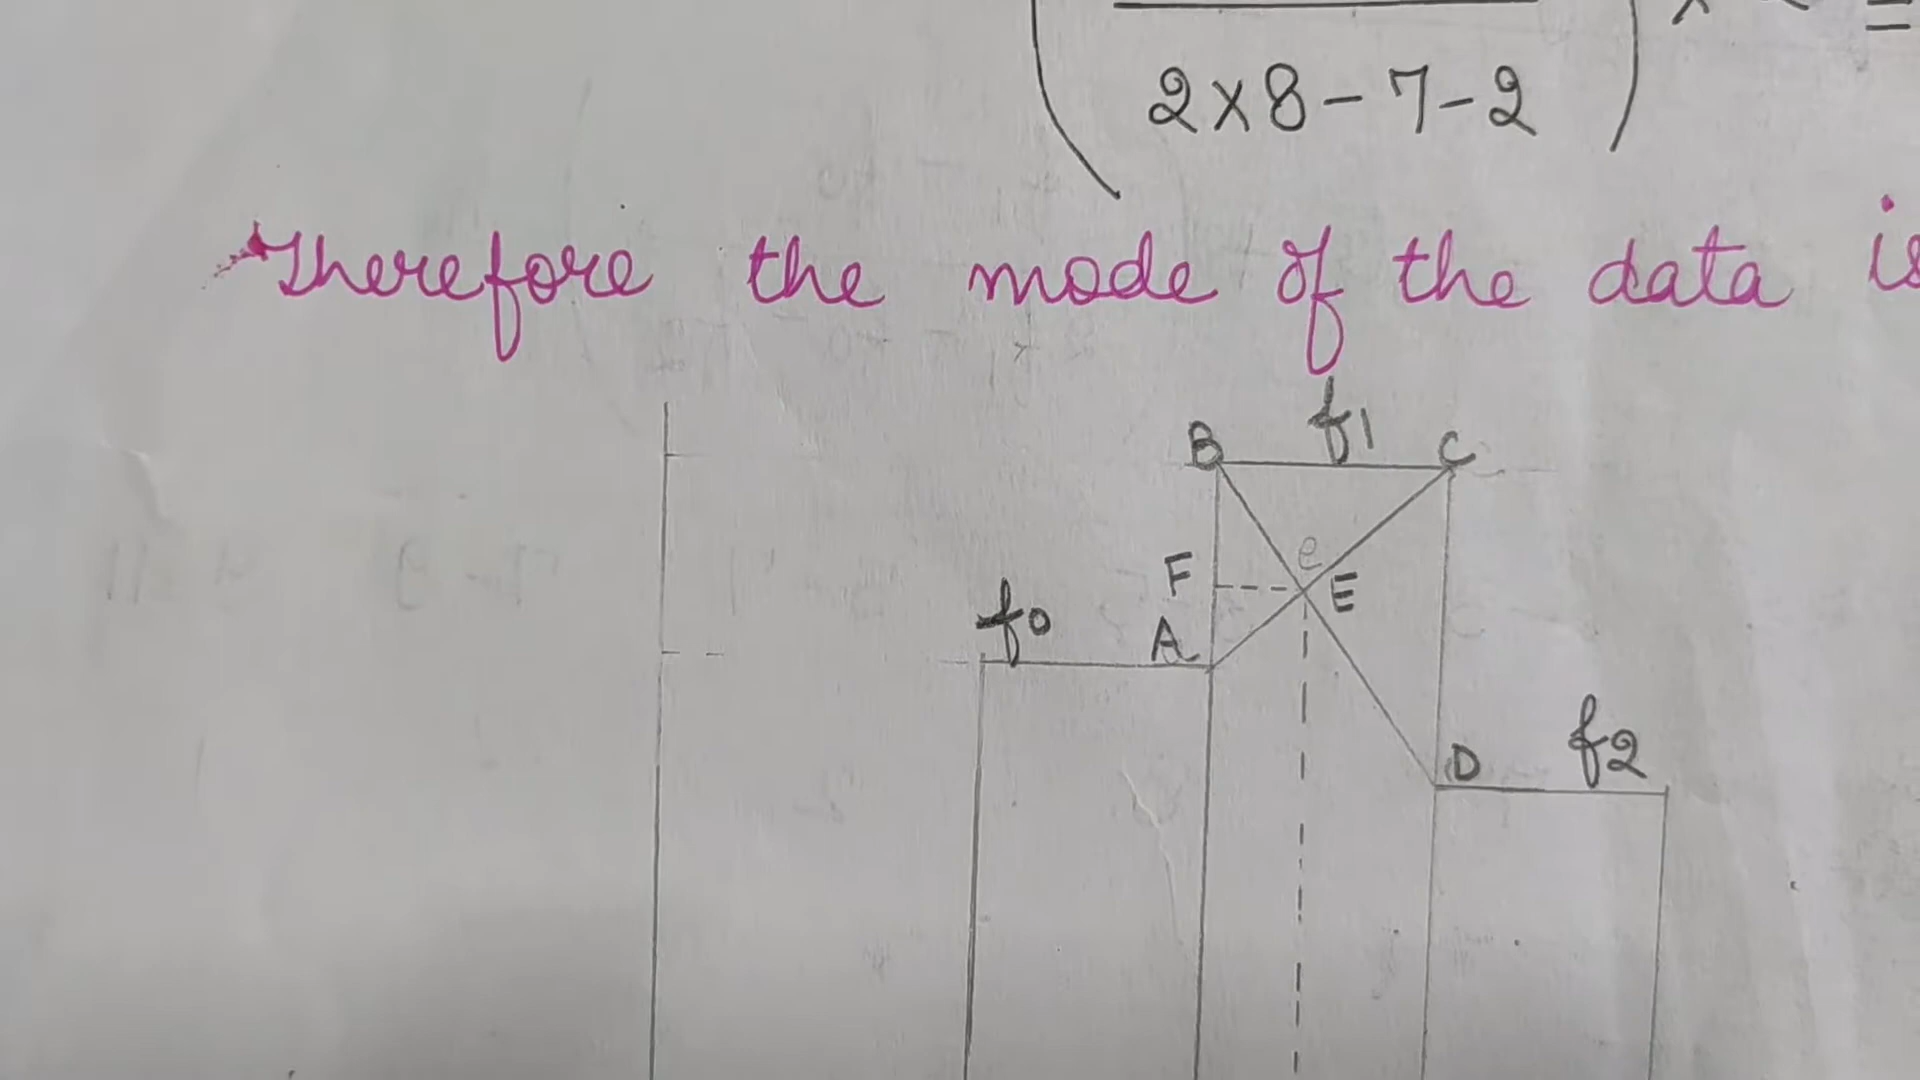 2×8-7-2
Therefore the mode of the data is
f1
B C
e
F E
f0 A
f2
D